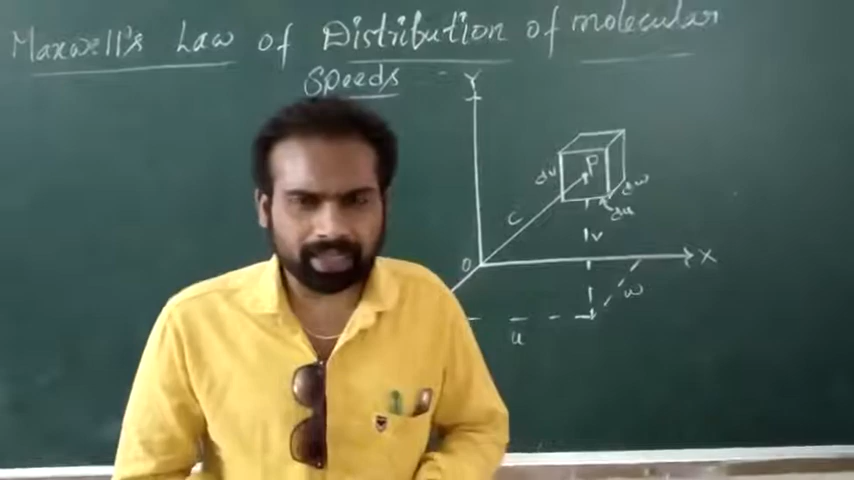 Maxwell's Law of Distribution of molecular
Speeds
Y
P
dv
dw
du
c
v
O
X
w
u